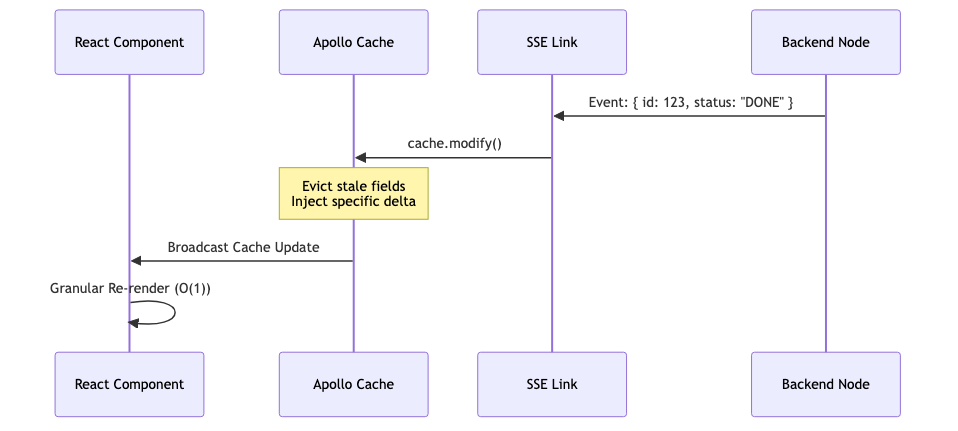 React Component
Apollo Cache
SSE Link
Backend Node
Event: { id: 123, status: "DONE" }
cache.modify()
Evict stale fields
Inject specific delta
Broadcast Cache Update
Granular Re-render (O(1))
React Component
Apollo Cache
SSE Link
Backend Node